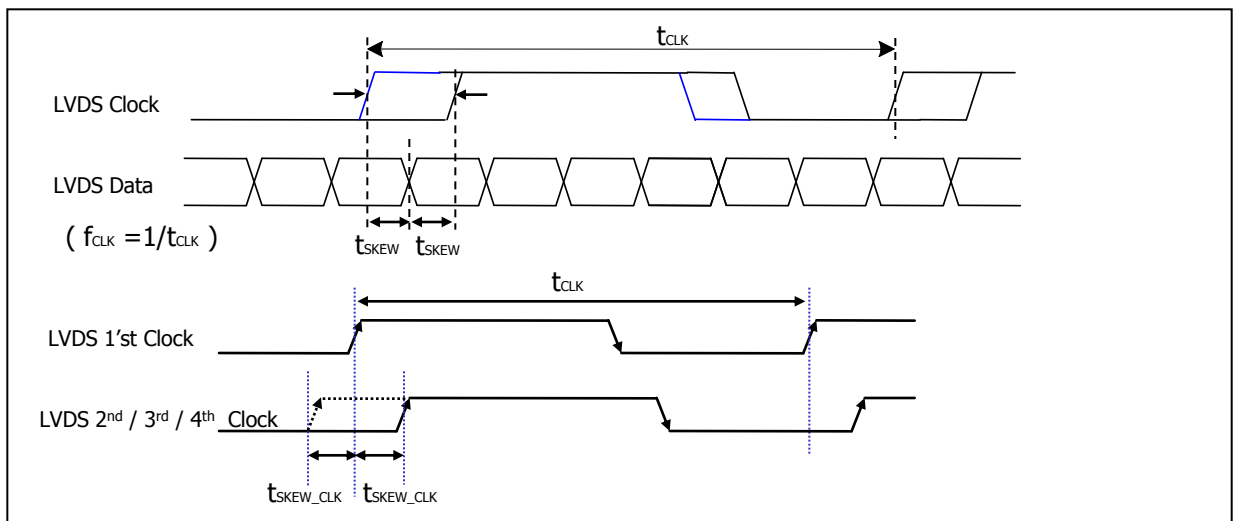 tCLK
LVDS Clock
LVDS Data
( fCLK =1/tCLK )
tSKEW tSKEW
tCLK
LVDS 1'st Clock
LVDS 2nd / 3rd / 4th Clock
tSKEW_CLK tSKEW_CLK